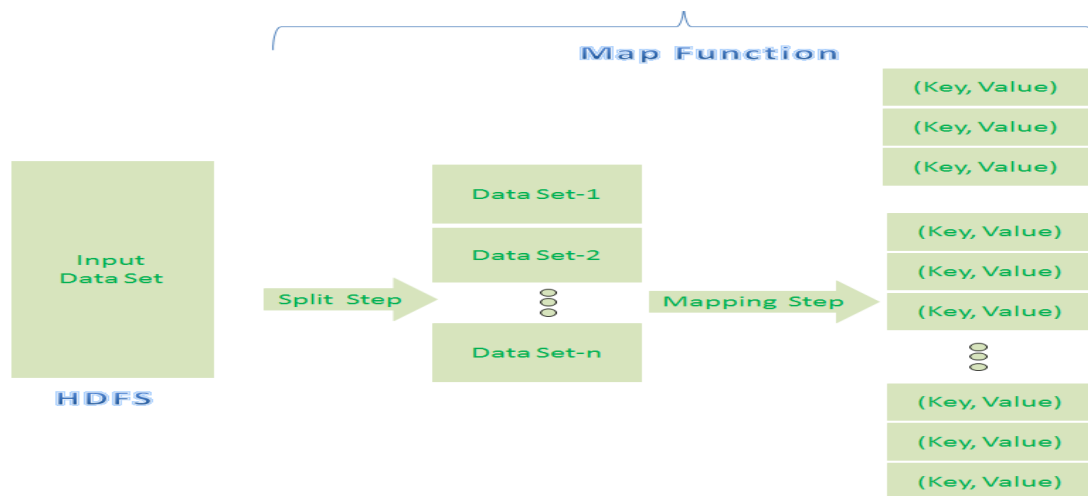 Map Function
Input
Data Set
HDFS
Split Step
Data Set-1
Data Set-2
Data Set-n
Mapping Step
(Key, Value)
(Key, Value)
(Key, Value)
(Key, Value)
(Key, Value)
(Key, Value)
(Key, Value)
(Key, Value)
(Key, Value)